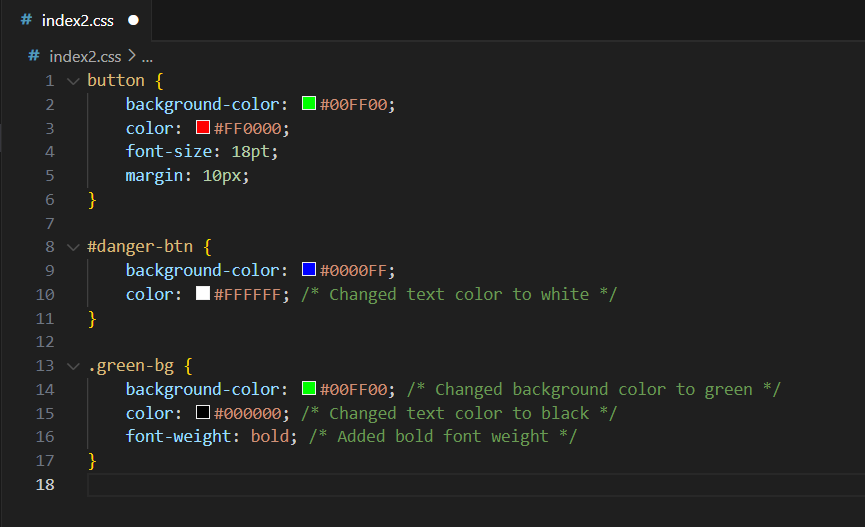 # index2.css
# index2.css > ...
1 button {
2 background-color: #00FF00;
3 color: #FF0000;
4 font-size: 18pt;
5 margin: 10px;
6 }
7
8 #danger-btn {
9 background-color: #0000FF;
10 color: #FFFFFF; /* Changed text color to white */
11 }
12
13 .green-bg {
14 background-color: #00FF00; /* Changed background color to green */
15 color: #000000; /* Changed text color to black */
16 font-weight: bold; /* Added bold font weight */
17 }
18